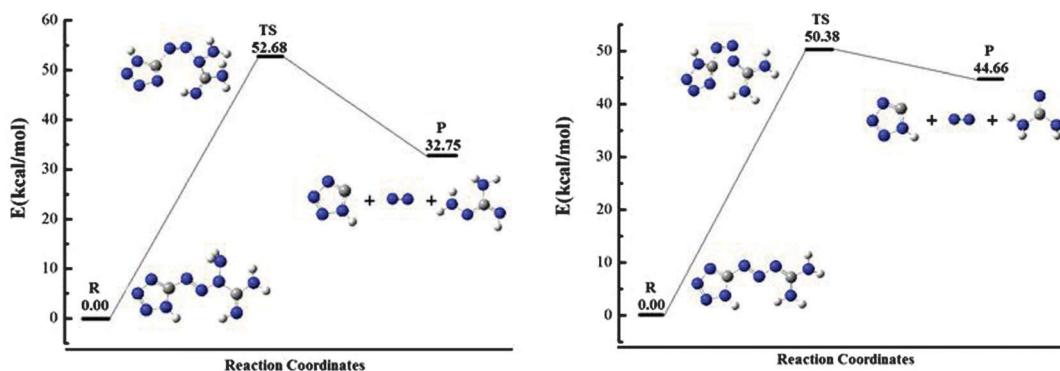 60
50
40
30
20
10
0
E(kcal/mol)
TS
52.68
P
32.75
+ +
R
0.00
Reaction Coordinates
50
40
30
20
10
0
E(kcal/mol)
TS
50.38
P
44.66
+ +
R
0.00
Reaction Coordinates